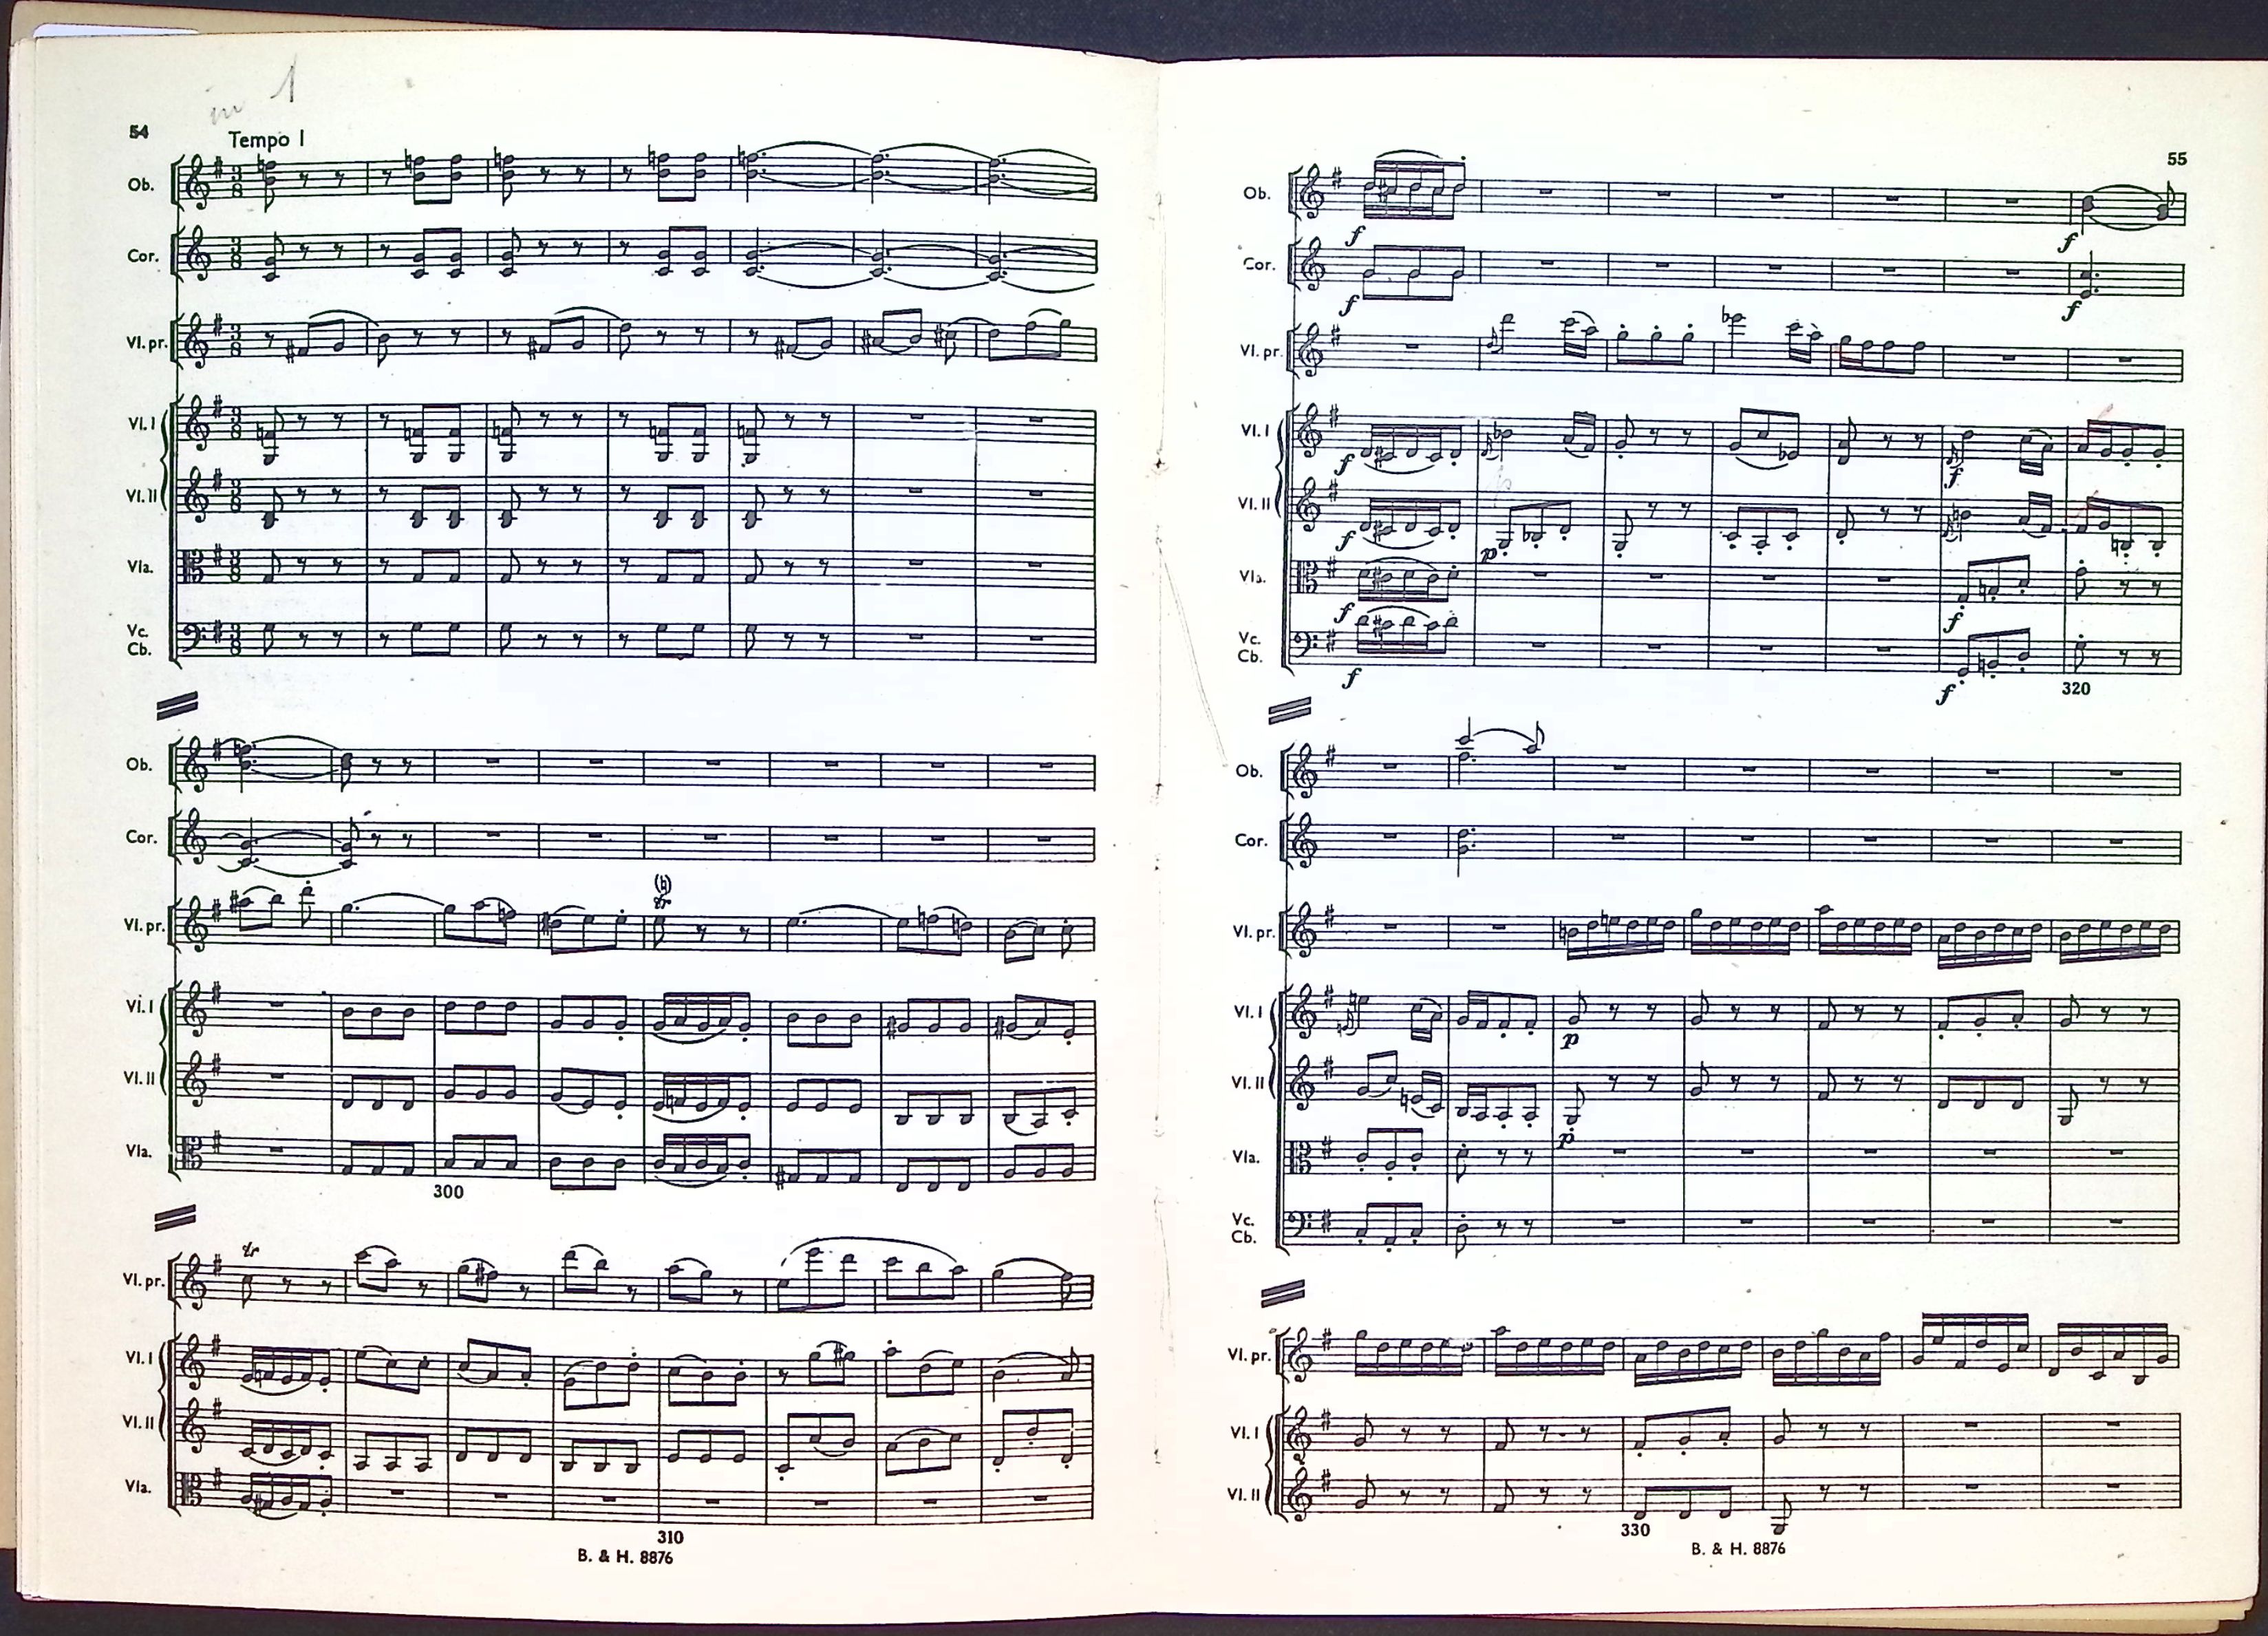 in 1
54
Tempo I
Ob.
Cor.
Vl. pr.
Vl. I
Vl. II
Vla.
Vc.
Cb.
Ob.
Cor.
Vl. pr.
Vl. I
Vl. II
Vla.
300
tr
Vl. pr.
Vl. I
Vl. II
Vla.
310
B. & H. 8876
55
Ob.
f
Cor.
f
Vl. pr.
Vl. I
f
f
Vl. II
f
p
Vla.
f
f
Vc.
Cb.
f
f
320
Ob.
Cor.
Vl. pr.
Vl. I
p
Vl. II
p
Vla.
Vc.
Cb.
Vl. pr.
Vl. I
Vl. II
330
B. & H. 8876